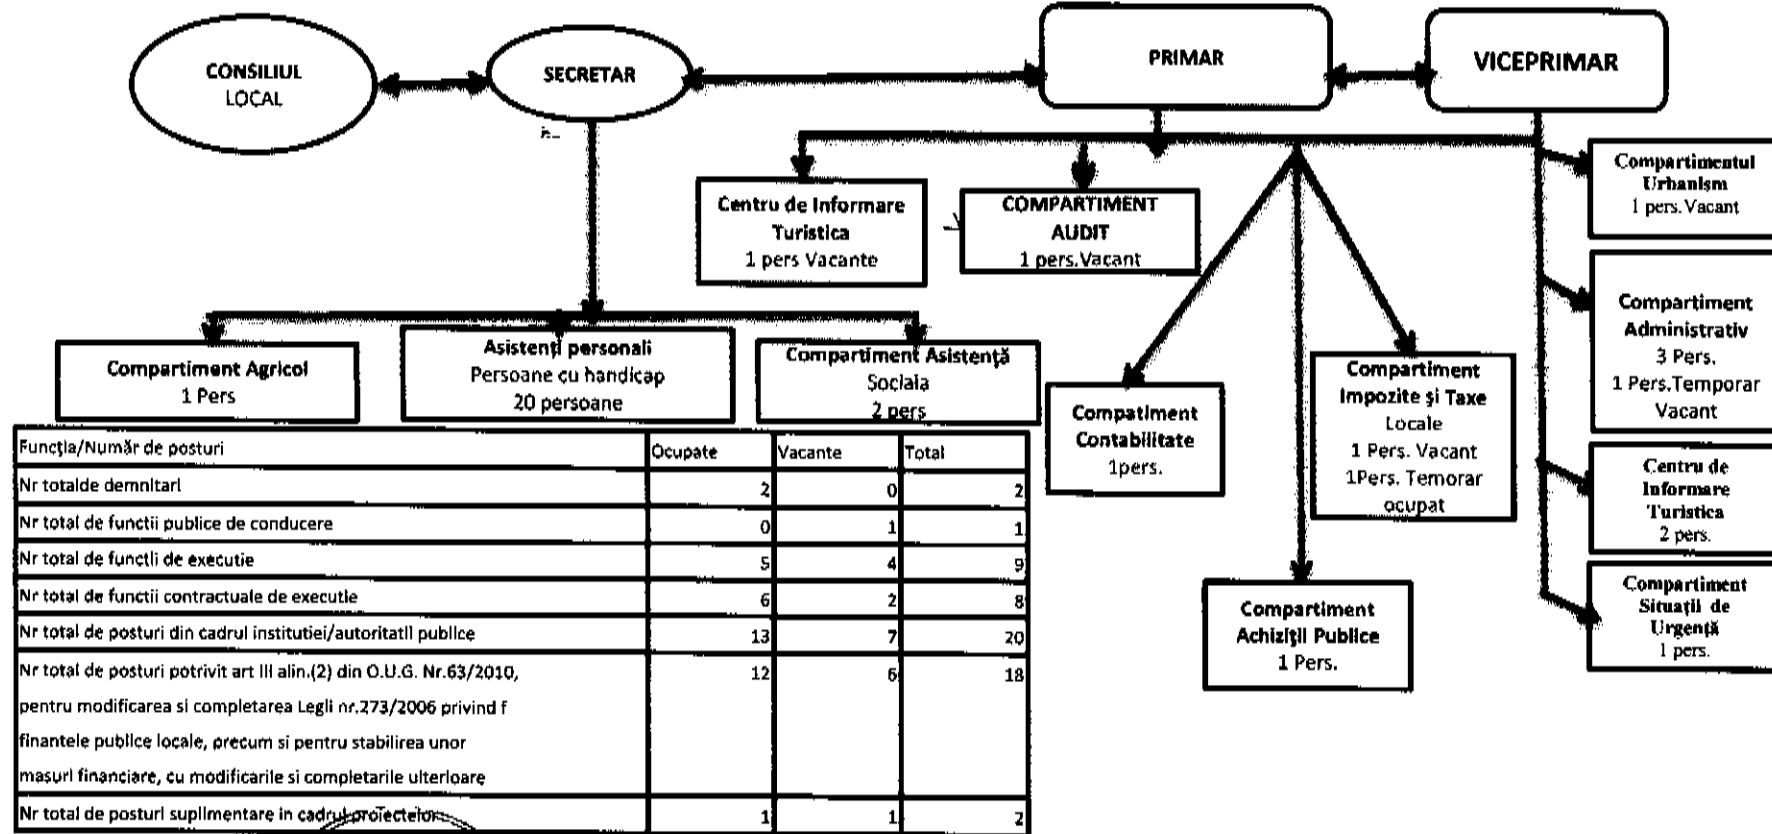 CONSILIUL
LOCAL
SECRETAR
PRIMAR
VICEPRIMAR
Centru de Informare
Turistica
1 pers Vacante
COMPARTIMENT
AUDIT
1 pers.Vacant
Compartimentul
Urbanism
1 pers.Vacant
Compartiment
Administrativ
3 Pers.
1 Pers.Temporar
Vacant
Centru de
Informare
Turistica
2 pers.
Compartiment
Situații de
Urgență
1 pers.
Compartiment Agricol
1 Pers
Asistenți personali
Persoane cu handicap
20 persoane
Compartiment Asistență
Sociala
2 pers
Compatiment
Contabilitate
1pers.
Compartiment
Impozite și Taxe
Locale
1 Pers. Vacant
1Pers. Temorar
ocupat
Compartiment
Achiziții Publice
1 Pers.
Funcția/Număr de posturi Ocupate Vacante Total
Nr totalde demnitari 2 0 2
Nr total de functii publice de conducere 0 1 1
Nr total de functii de executie 5 4 9
Nr total de functii contractuale de executie 6 2 8
Nr total de posturi din cadrul institutiei/autoritatii publice 13 7 20
Nr total de posturi potrivit art III alin.(2) din O.U.G. Nr.63/2010, 12 6 18
pentru modificarea si completarea Legii nr.273/2006 privind f
finantele publice locale, precum si pentru stabilirea unor
masuri financiare, cu modificarile si completarile ulterioare
Nr total de posturi suplimentare in cadrul proiectelor 1 1 2